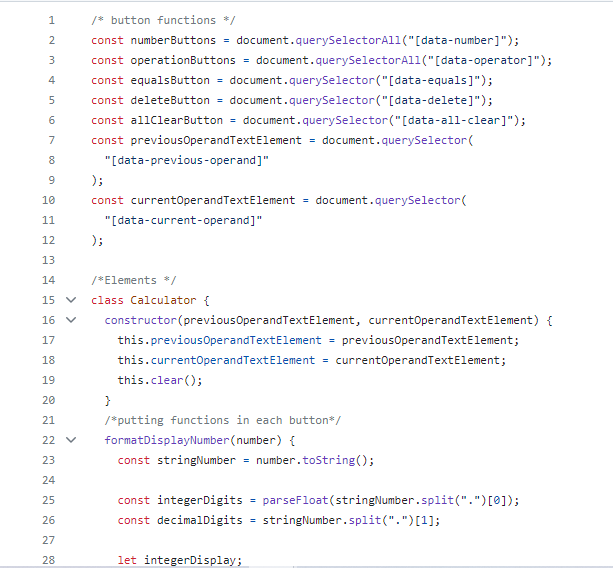 1 /* button functions */
2 const numberButtons = document.querySelectorAll("[data-number]");
3 const operationButtons = document.querySelectorAll("[data-operator]");
4 const equalsButton = document.querySelector("[data-equals]");
5 const deleteButton = document.querySelector("[data-delete]");
6 const allClearButton = document.querySelector("[data-all-clear]");
7 const previousOperandTextElement = document.querySelector(
8   "[data-previous-operand]"
9 );
10 const currentOperandTextElement = document.querySelector(
11   "[data-current-operand]"
12 );
13
14 /*Elements */
15 class Calculator {
16   constructor(previousOperandTextElement, currentOperandTextElement) {
17     this.previousOperandTextElement = previousOperandTextElement;
18     this.currentOperandTextElement = currentOperandTextElement;
19     this.clear();
20   }
21   /*putting functions in each button*/
22   formatDisplayNumber(number) {
23     const stringNumber = number.toString();
24
25     const integerDigits = parseFloat(stringNumber.split(".")[0]);
26     const decimalDigits = stringNumber.split(".")[1];
27
28     let integerDisplay;